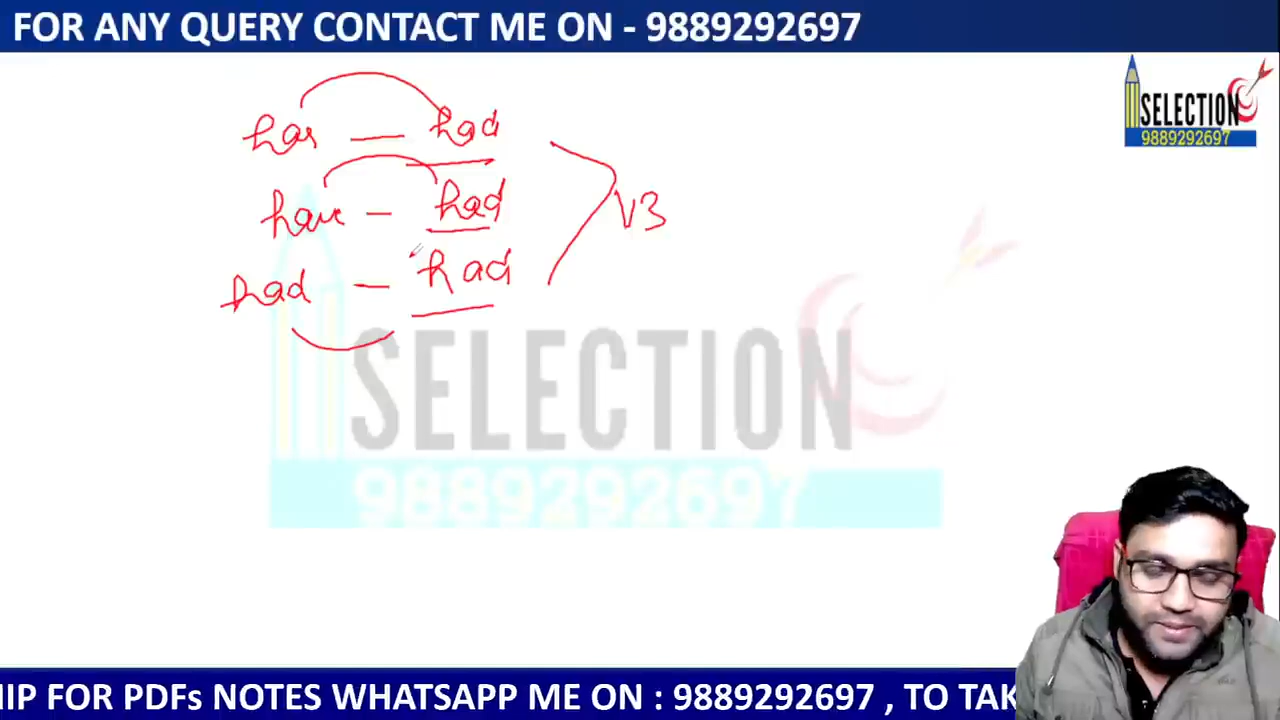 FOR ANY QUERY CONTACT ME ON - 9889292697
SELECTION
9889292697
has — had
have — had
had — had
V3
SELECTION
9889292697
HIP FOR PDFs NOTES WHATSAPP ME ON : 9889292697 , TO TAK